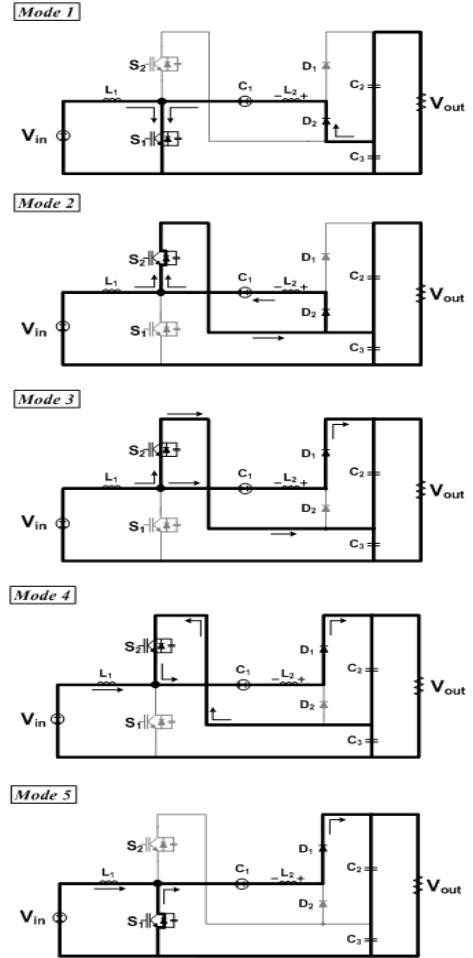 Mode 1
S2
L1
C1
− L2 +
D1
C2
Vin
S1
D2
C3
Vout
Mode 2
S2
L1
C1
− L2 +
D1
C2
Vin
S1
D2
C3
Vout
Mode 3
S2
L1
C1
− L2 +
D1
C2
Vin
S1
D2
C3
Vout
Mode 4
S2
L1
C1
− L2 +
D1
C2
Vin
S1
D2
C3
Vout
Mode 5
S2
L1
C1
− L2 +
D1
C2
Vin
S1
D2
C3
Vout